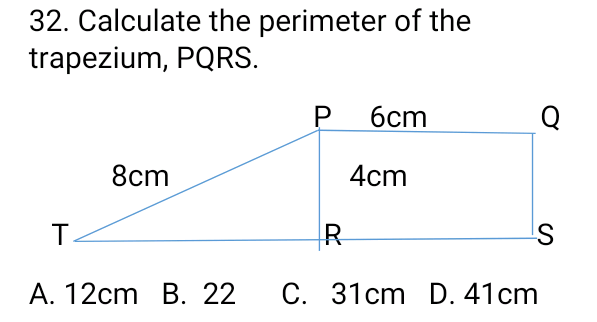 32. Calculate the perimeter of the
trapezium, PQRS.
P 6cm Q
8cm 4cm
T R S
A. 12cm B. 22 C. 31cm D. 41cm